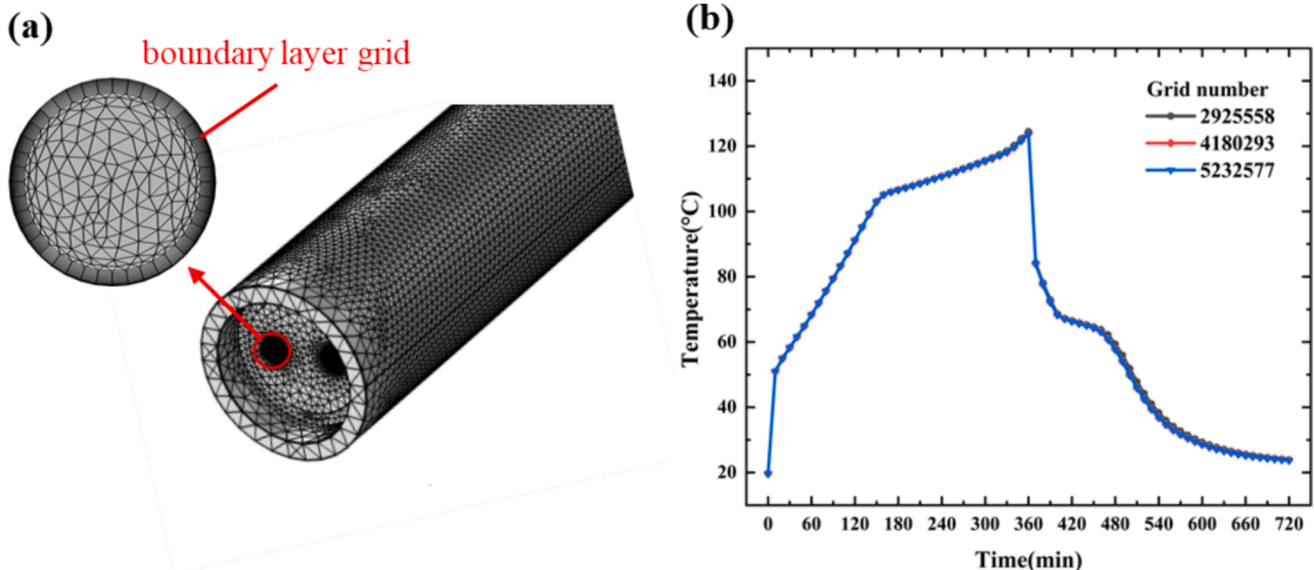 (a)
boundary layer grid
(b)
Temperature(°C)
140
120
100
80
60
40
20
Grid number
2925558
4180293
5232577
0 60 120 180 240 300 360 420 480 540 600 660 720
Time(min)